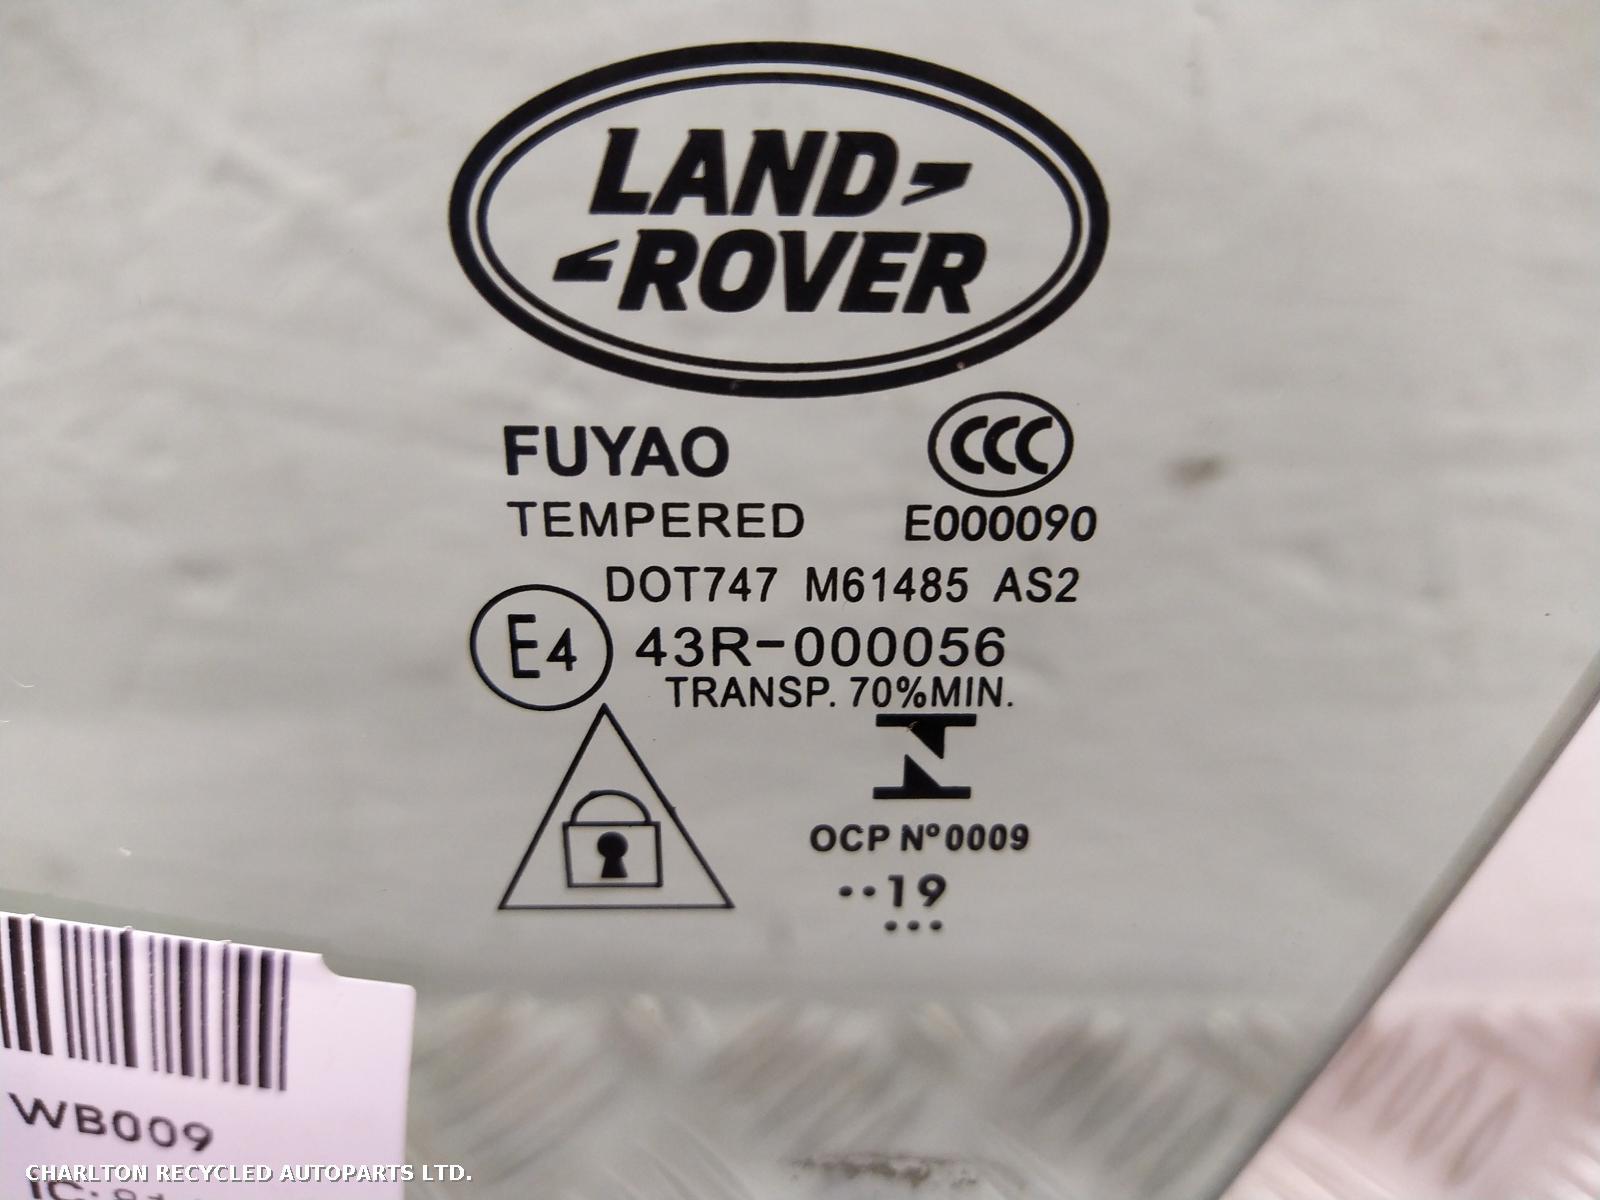 LAND
ROVER
FUYAO
CCC
TEMPERED E000090
DOT747 M61485 AS2
E4 43R-000056
TRANSP. 70%MIN.
OCP Nº0009
··19
···
WB009
CHARLTON RECYCLED AUTOPARTS LTD.